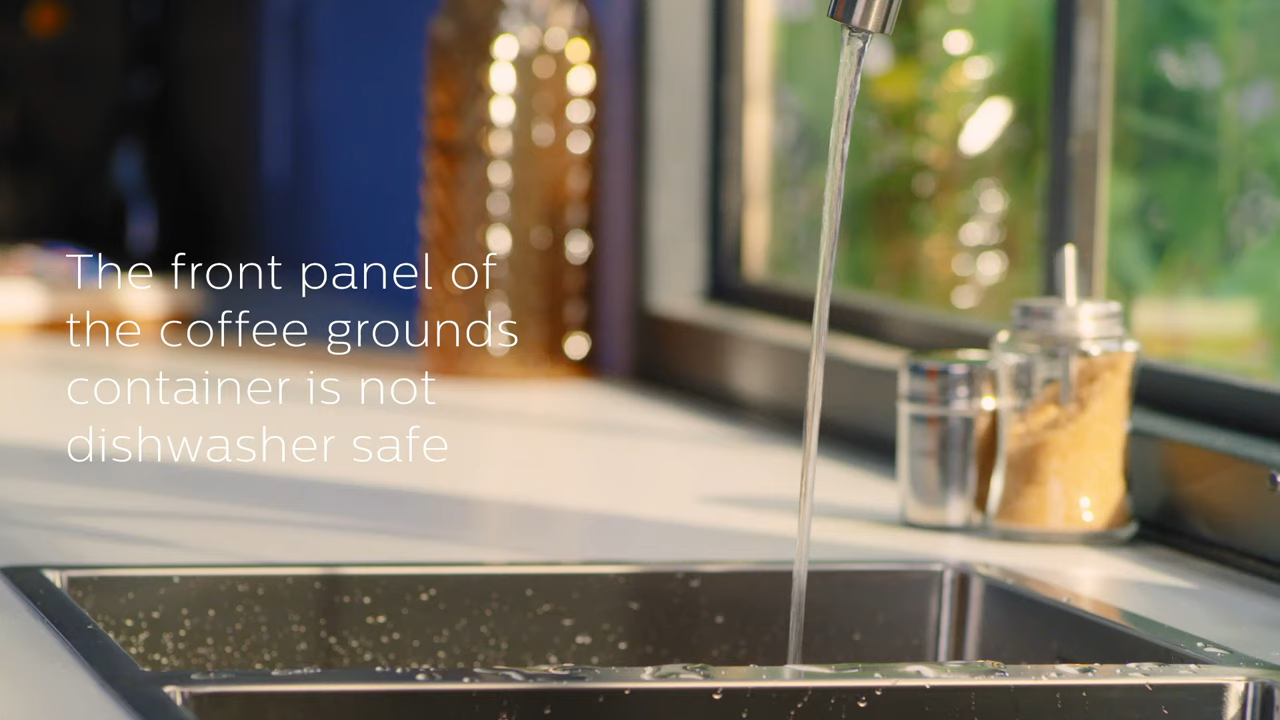 The front panel of
the coffee grounds
container is not
dishwasher safe